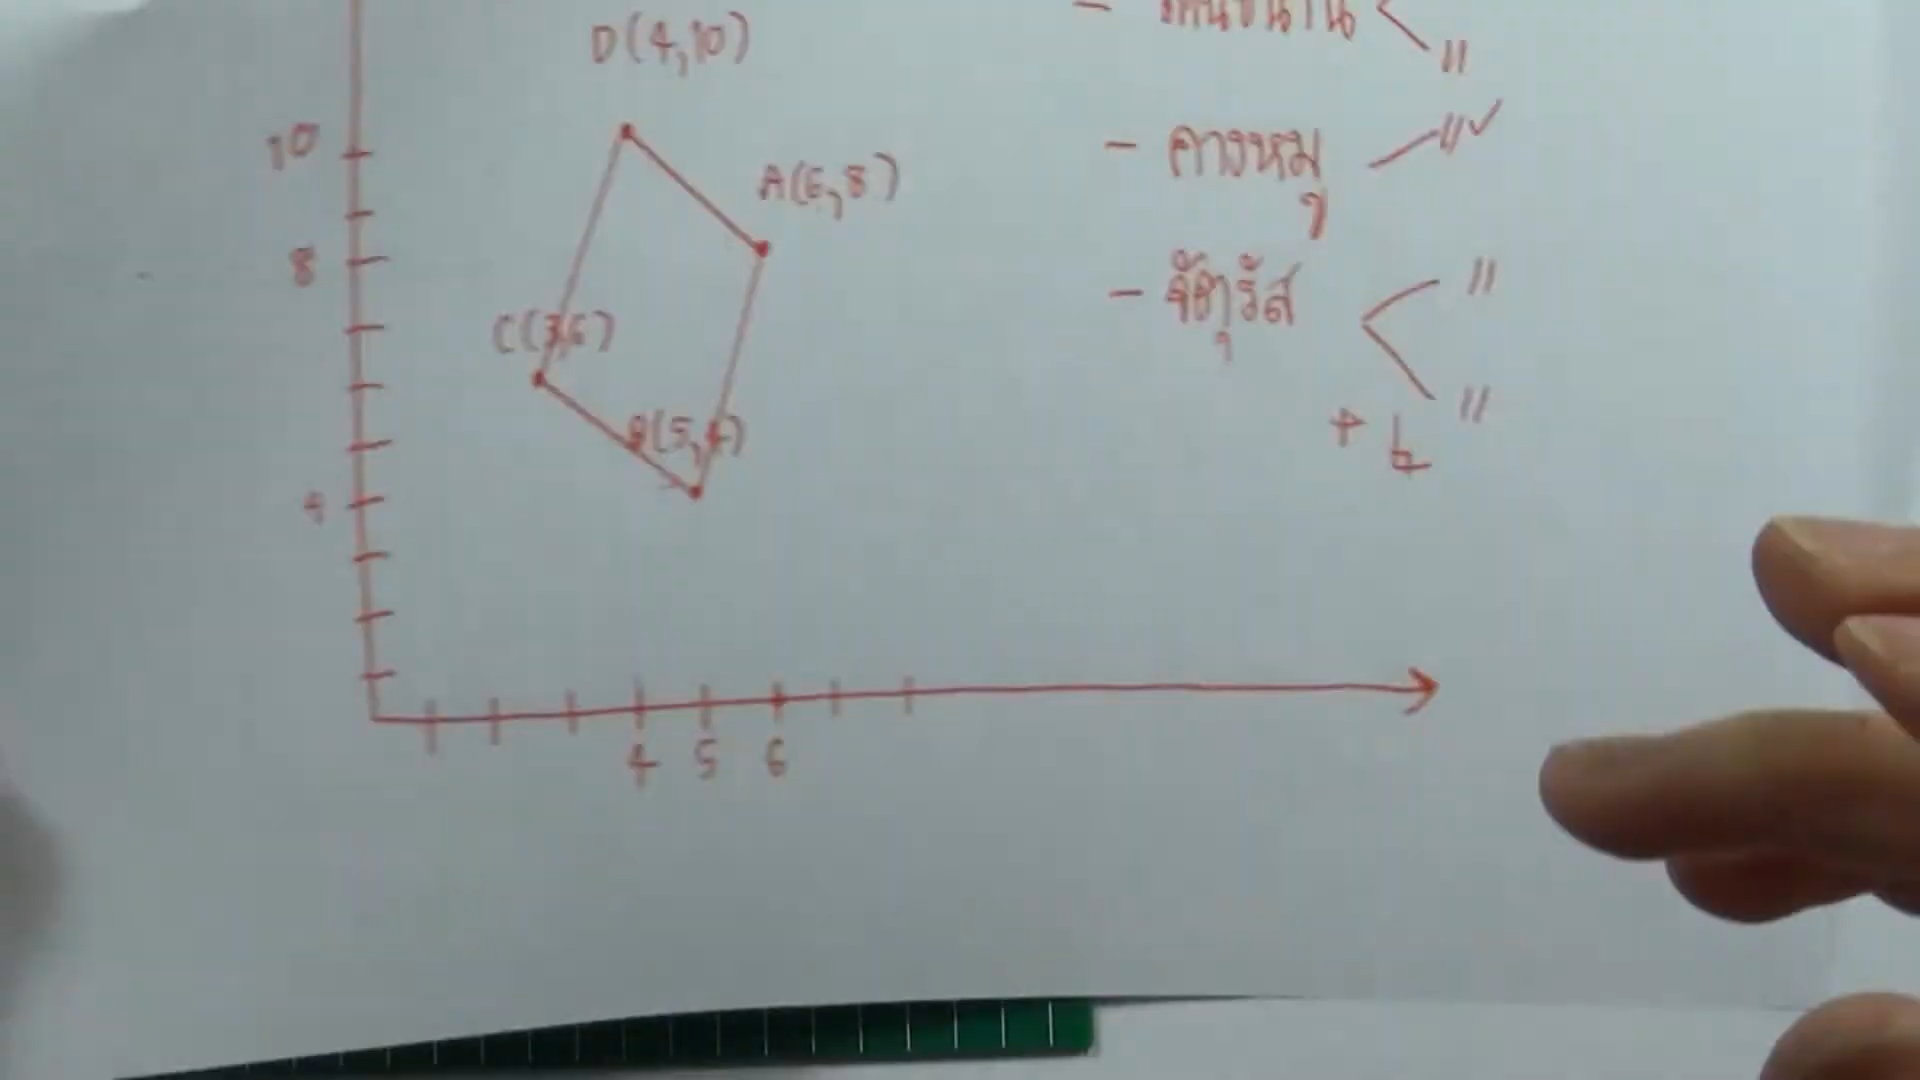 D(4,10)
10
A(6,8)
8
C(3,6)
B(5,4)
4
4 5 6
- คางหมู // ✓
- จัตุรัส //
//
+ ⊥